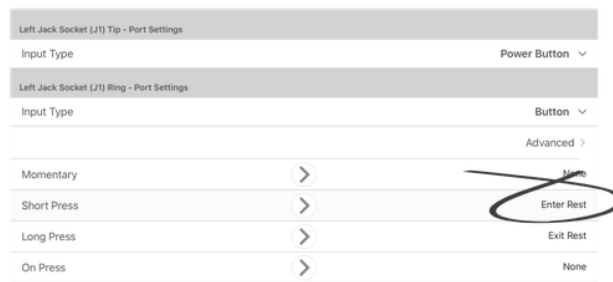 Left Jack Socket (J1) Tip - Port Settings
Input Type Power Button
Left Jack Socket (J1) Ring - Port Settings
Input Type Button
Advanced
Momentary None
Short Press Enter Rest
Long Press Exit Rest
On Press None